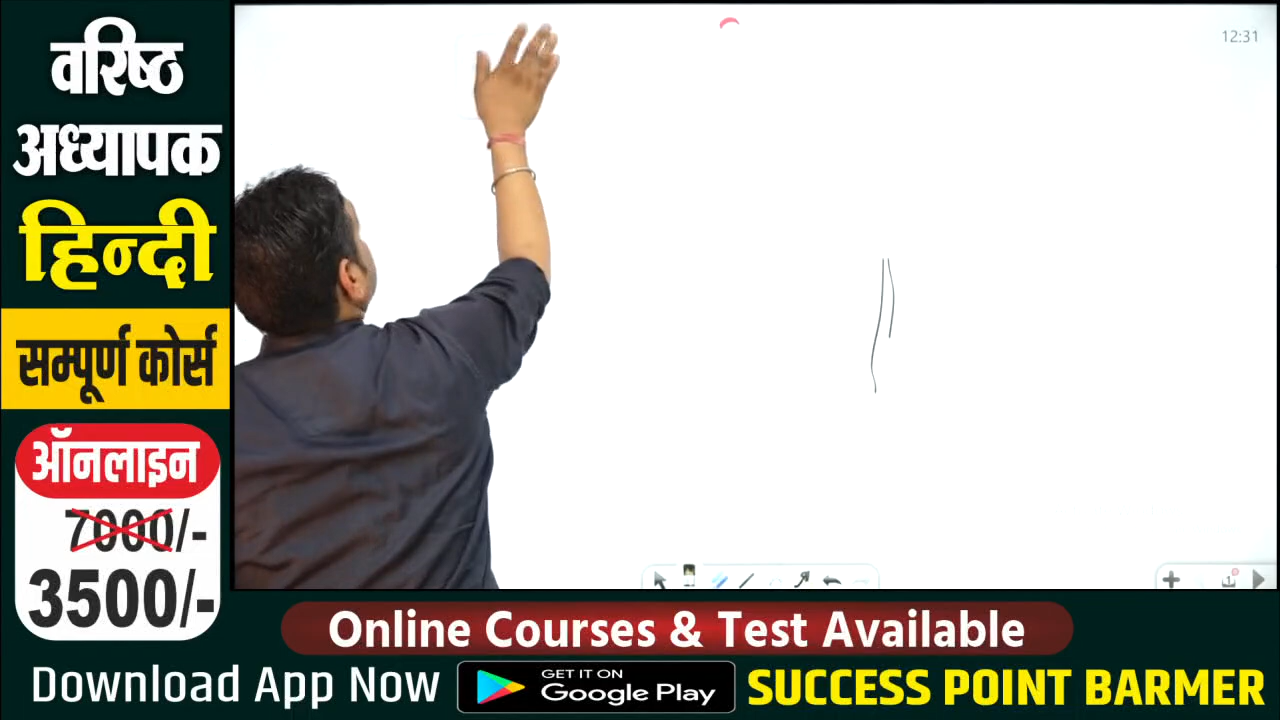 वरिष्ठ
अध्यापक
हिन्दी
सम्पूर्ण कोर्स
ऑनलाइन
7000/-
3500/-
12:31
1
Online Courses & Test Available
Download App Now
GET IT ON
Google Play
SUCCESS POINT BARMER